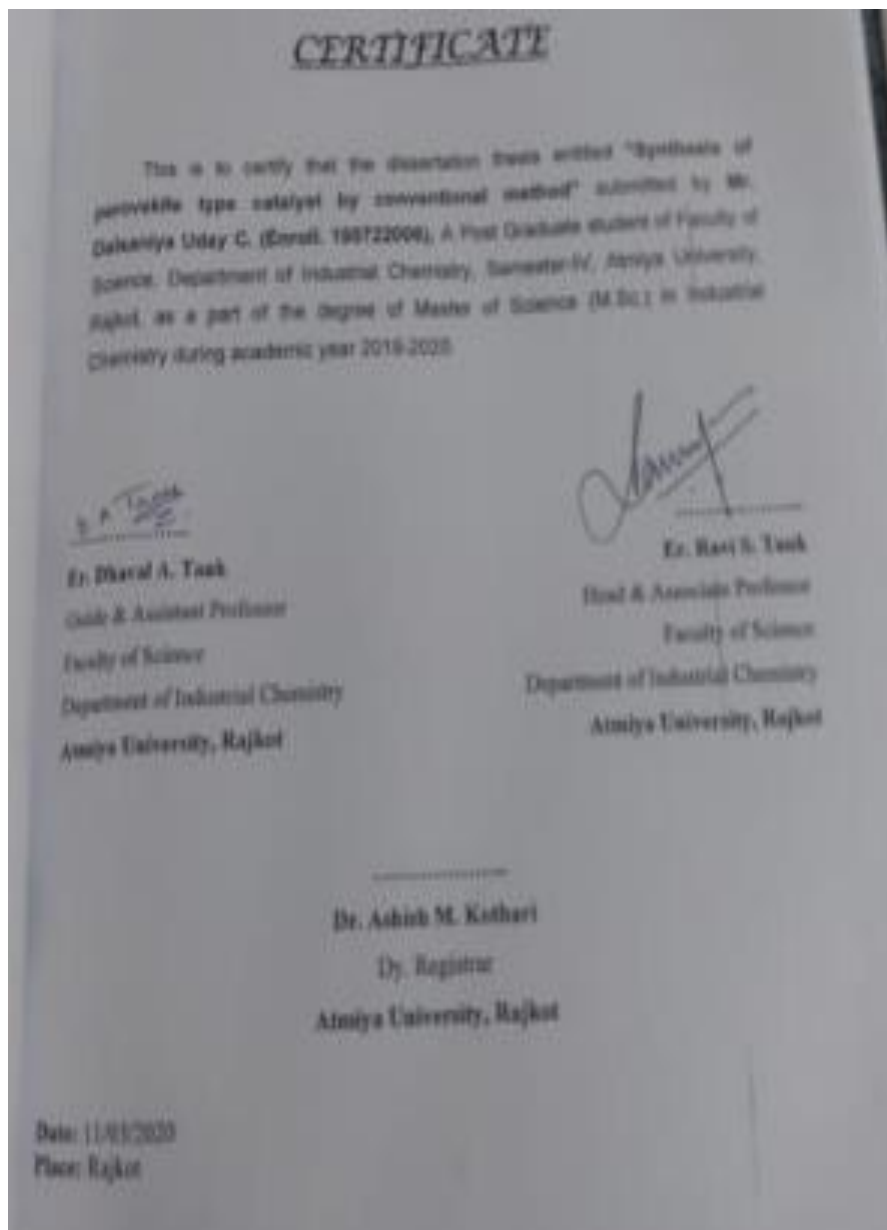 CERTIFICATE
This is to certify that the dissertation thesis entitled "Synthesis of
perovskite type catalyst by conventional method" submitted by Mr.
Dalsaniya Uday C. (Enroll. A Post Graduate student of Faculty of
Science, Department of Industrial Chemistry, Semester-IV, Atmiya University,
Rajkot, as a part of the degree of Master of Science (M.Sc.) in Industrial
Chemistry during academic year
Er. Dhaval A. Tank
Guide & Assistant Professor
Faculty of Science
Department of Industrial Chemistry
Atmiya University, Rajkot
Er. Ravi S. Tank
Head & Associate Professor
Faculty of Science
Department of Industrial Chemistry
Atmiya University, Rajkot
Dr. Ashish M. Kothari
Dy. Registrar
Atmiya University, Rajkot
Date: 11/03/2020
Place: Rajkot